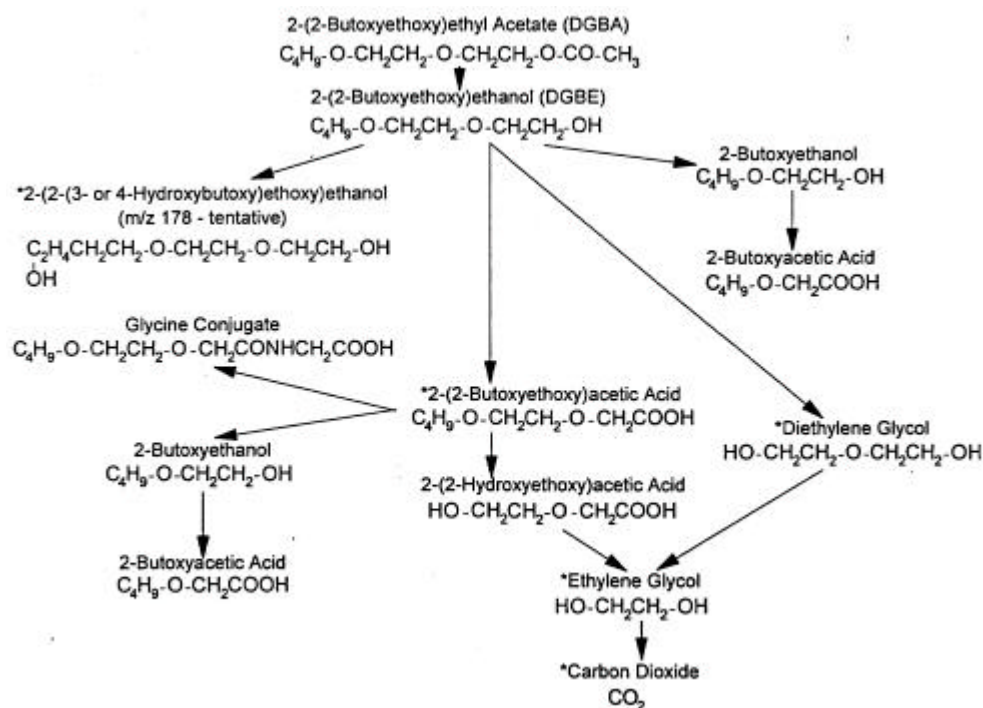 2-(2-Butoxyethoxy)ethyl Acetate (DGBA)
C₄H₉-O-CH₂CH₂-O-CH₂CH₂-O-CO-CH₃
2-(2-Butoxyethoxy)ethanol (DGBE)
C₄H₉-O-CH₂CH₂-O-CH₂CH₂-OH
2-Butoxyethanol
C₄H₉-O-CH₂CH₂-OH
2-Butoxyacetic Acid
C₄H₉-O-CH₂COOH
*2-(2-(3- or 4-Hydroxybutoxy)ethoxy)ethanol
(m/z 178 - tentative)
C₂H₄CH₂CH₂-O-CH₂CH₂-O-CH₂CH₂-OH
OH
Glycine Conjugate
C₄H₉-O-CH₂CH₂-O-CH₂CONHCH₂COOH
*2-(2-Butoxyethoxy)acetic Acid
C₄H₉-O-CH₂CH₂-O-CH₂COOH
*Diethylene Glycol
HO-CH₂CH₂-O-CH₂CH₂-OH
2-Butoxyethanol
C₄H₉-O-CH₂CH₂-OH
2-(2-Hydroxyethoxy)acetic Acid
HO-CH₂CH₂-O-CH₂COOH
2-Butoxyacetic Acid
C₄H₉-O-CH₂COOH
*Ethylene Glycol
HO-CH₂CH₂-OH
*Carbon Dioxide
CO₂